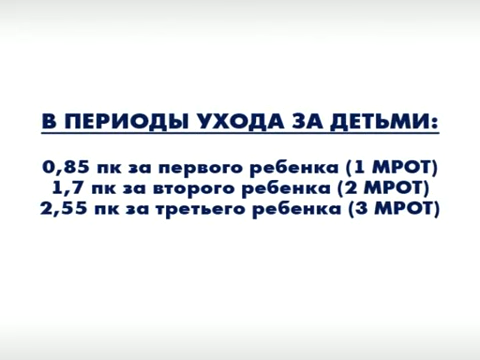 В ПЕРИОДЫ УХОДА ЗА ДЕТЬМИ:
0,85 пк за первого ребенка (1 МРОТ)
1,7 пк за второго ребенка (2 МРОТ)
2,55 пк за третьего ребенка (3 МРОТ)